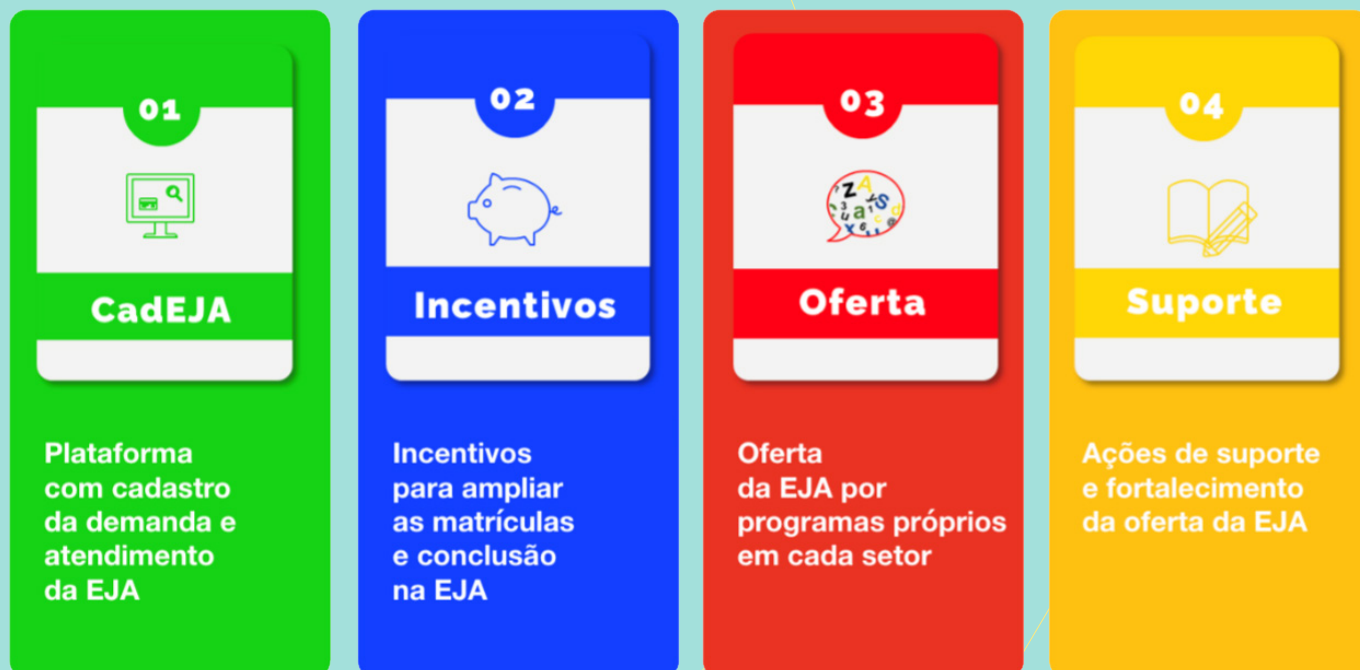 01
CadEJA
Plataforma
com cadastro
da demanda e
atendimento
da EJA
02
Incentivos
Incentivos
para ampliar
as matrículas
e conclusão
na EJA
03
Oferta
Oferta
da EJA por
programas próprios
em cada setor
04
Suporte
Ações de suporte
e fortalecimento
da oferta da EJA